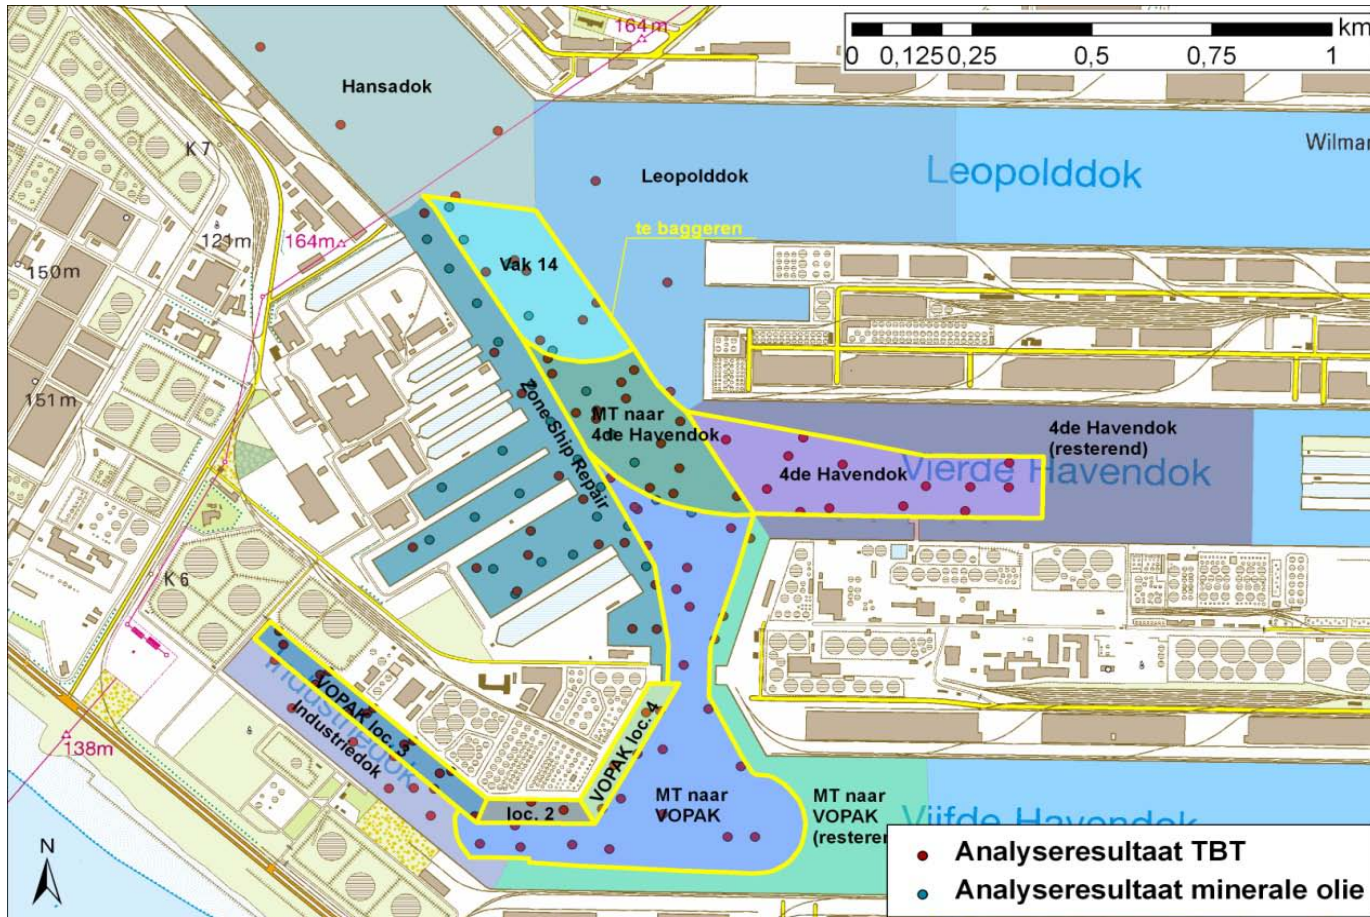 164m
km
0 0,125 0,25 0,5 0,75 1
Hansadok
K 7
Wilmar
Leopolddok
Leopolddok
121m
164m
te baggeren
150m
Vak 14
151m
Zone Ship Repair
MT naar
4de Havendok
4de Havendok
(resterend)
4de Havendok
Vierde Havendok
K 6
VOPAK loc. 3
Industriedok
Industriedok
138m
VOPAK loc. 4
loc. 2
MT naar
VOPAK
MT naar
VOPAK
(resteren
Vijfde Havendok
N
Analyseresultaat TBT
Analyseresultaat minerale olie